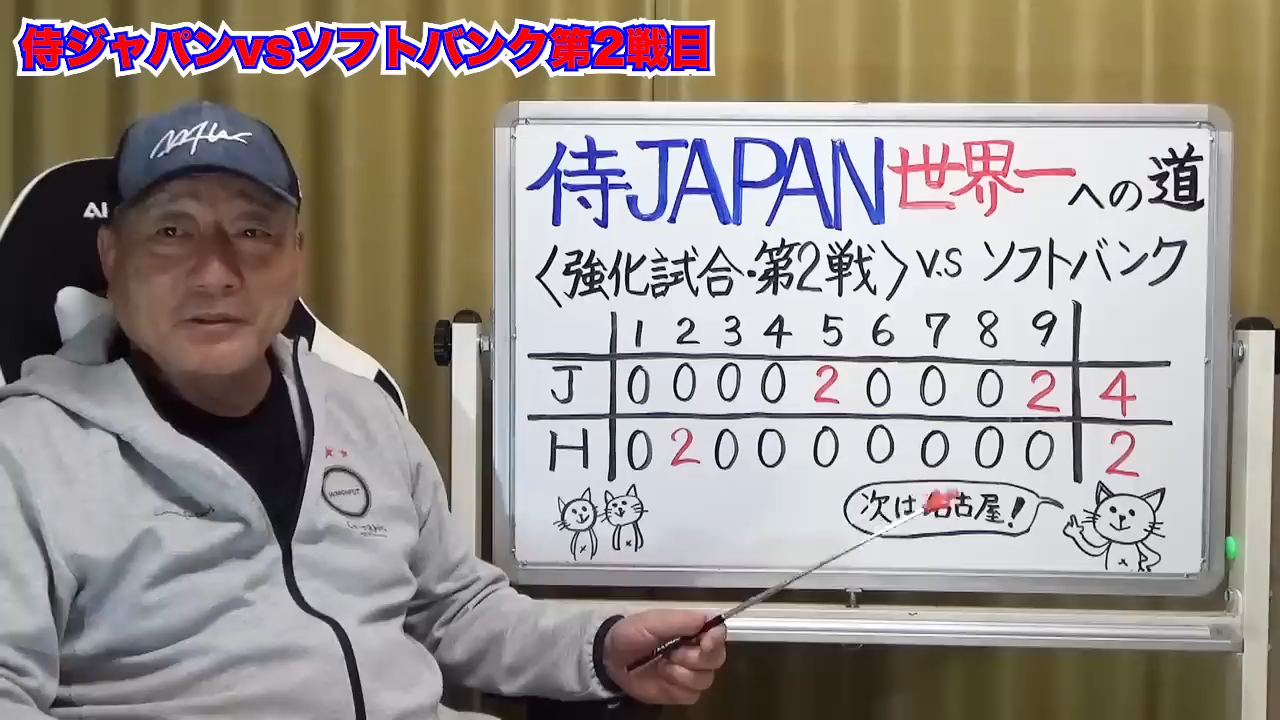 侍ジャパンvsソフトバンク第2戦目
侍JAPAN世界一への道
〈強化試合・第2戦〉V.S ソフトバンク
1 2 3 4 5 6 7 8 9
J 0 0 0 0 2 0 0 0 2 4
H 0 2 0 0 0 0 0 0 0 2
次は名古屋!